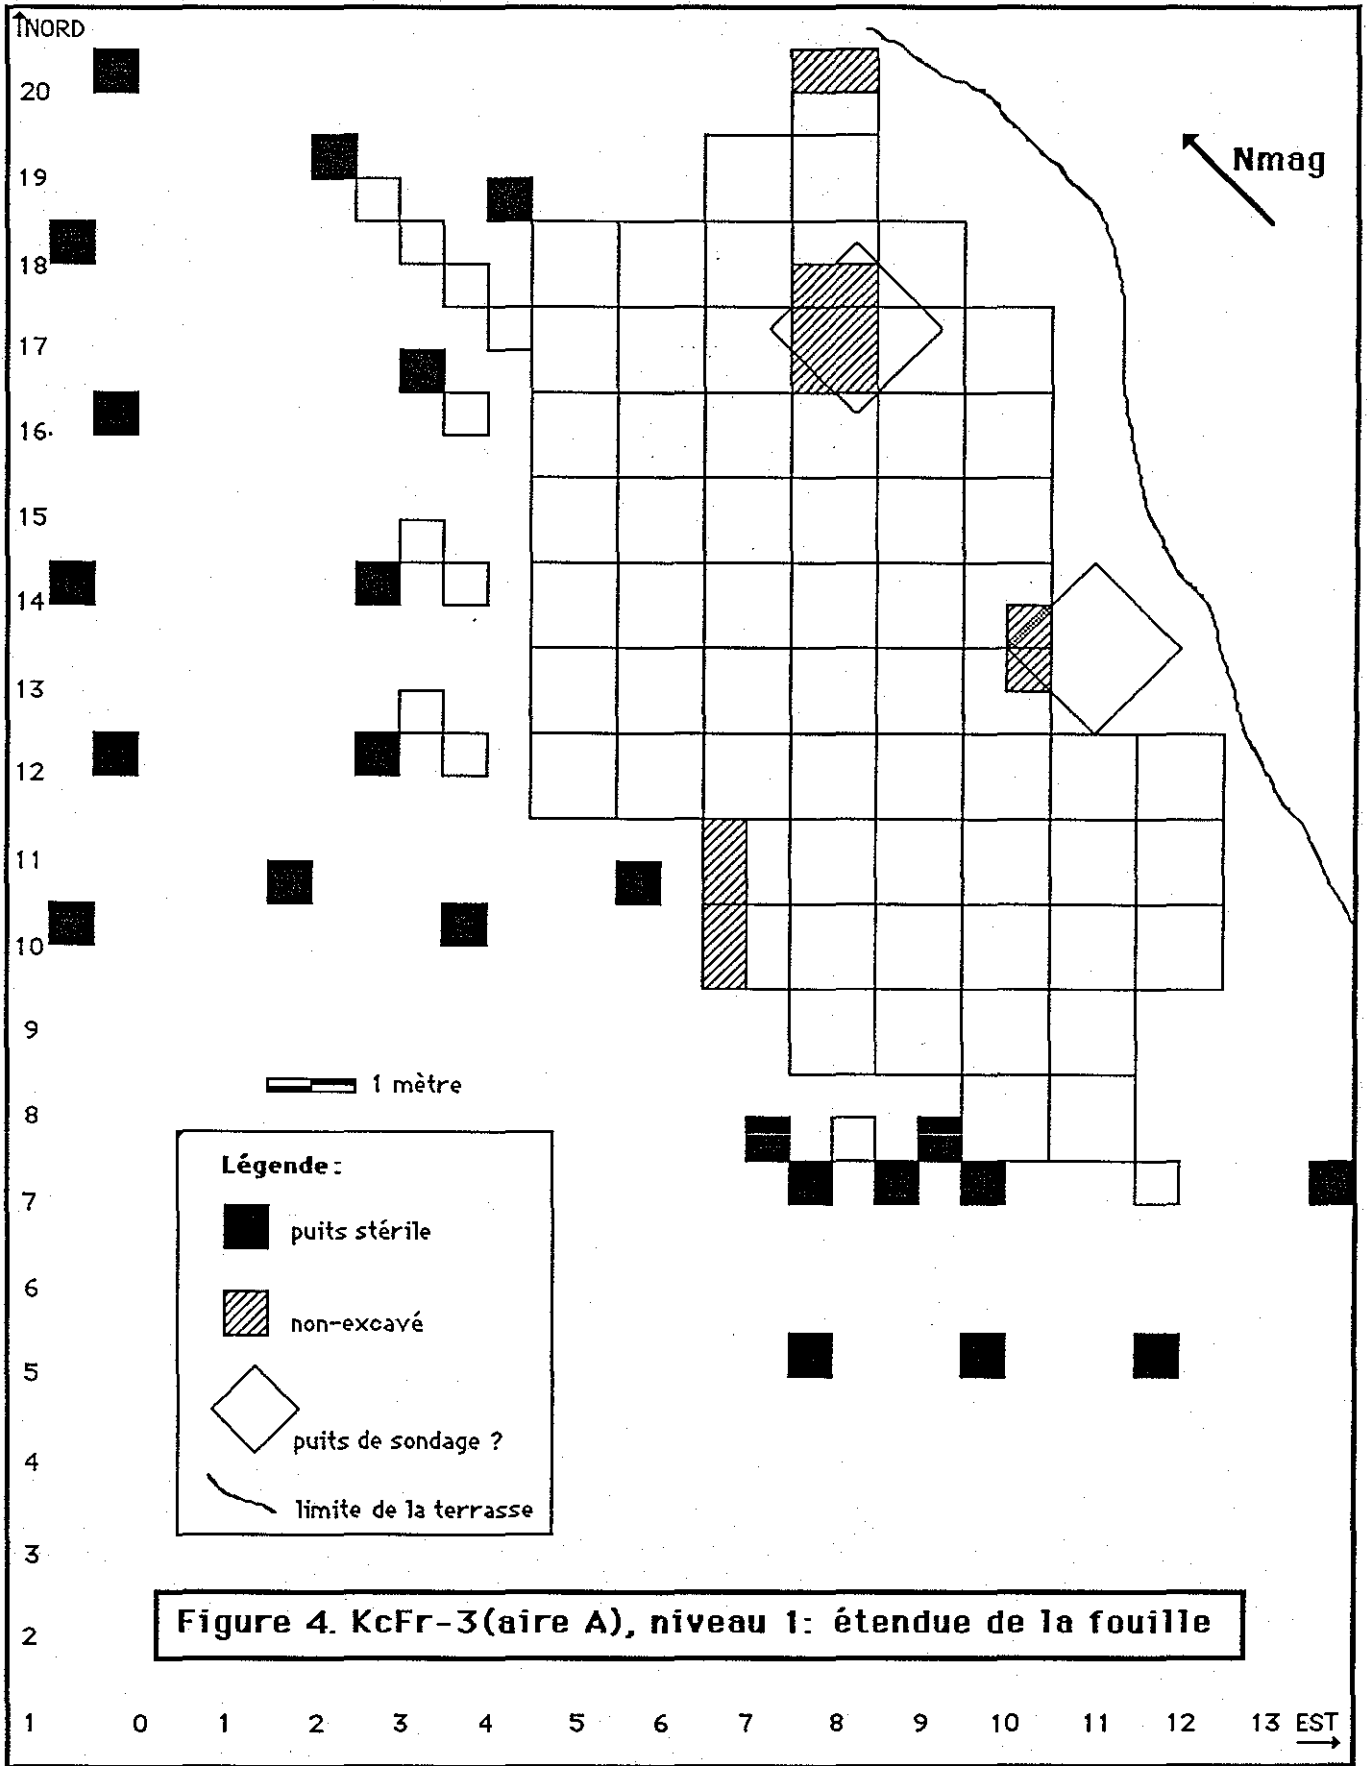 ↑NORD
20
19
18
17
16.
15
14
13
12
11
10
9
8
7
6
5
4
3
2
1
Nmag
1 mètre
Légende:
puits stérile
non-excavé
puits de sondage ?
limite de la terrasse
Figure 4. KcFr-3(aire A), niveau 1: étendue de la fouille
0 1 2 3 4 5 6 7 8 9 10 11 12 13 EST
→